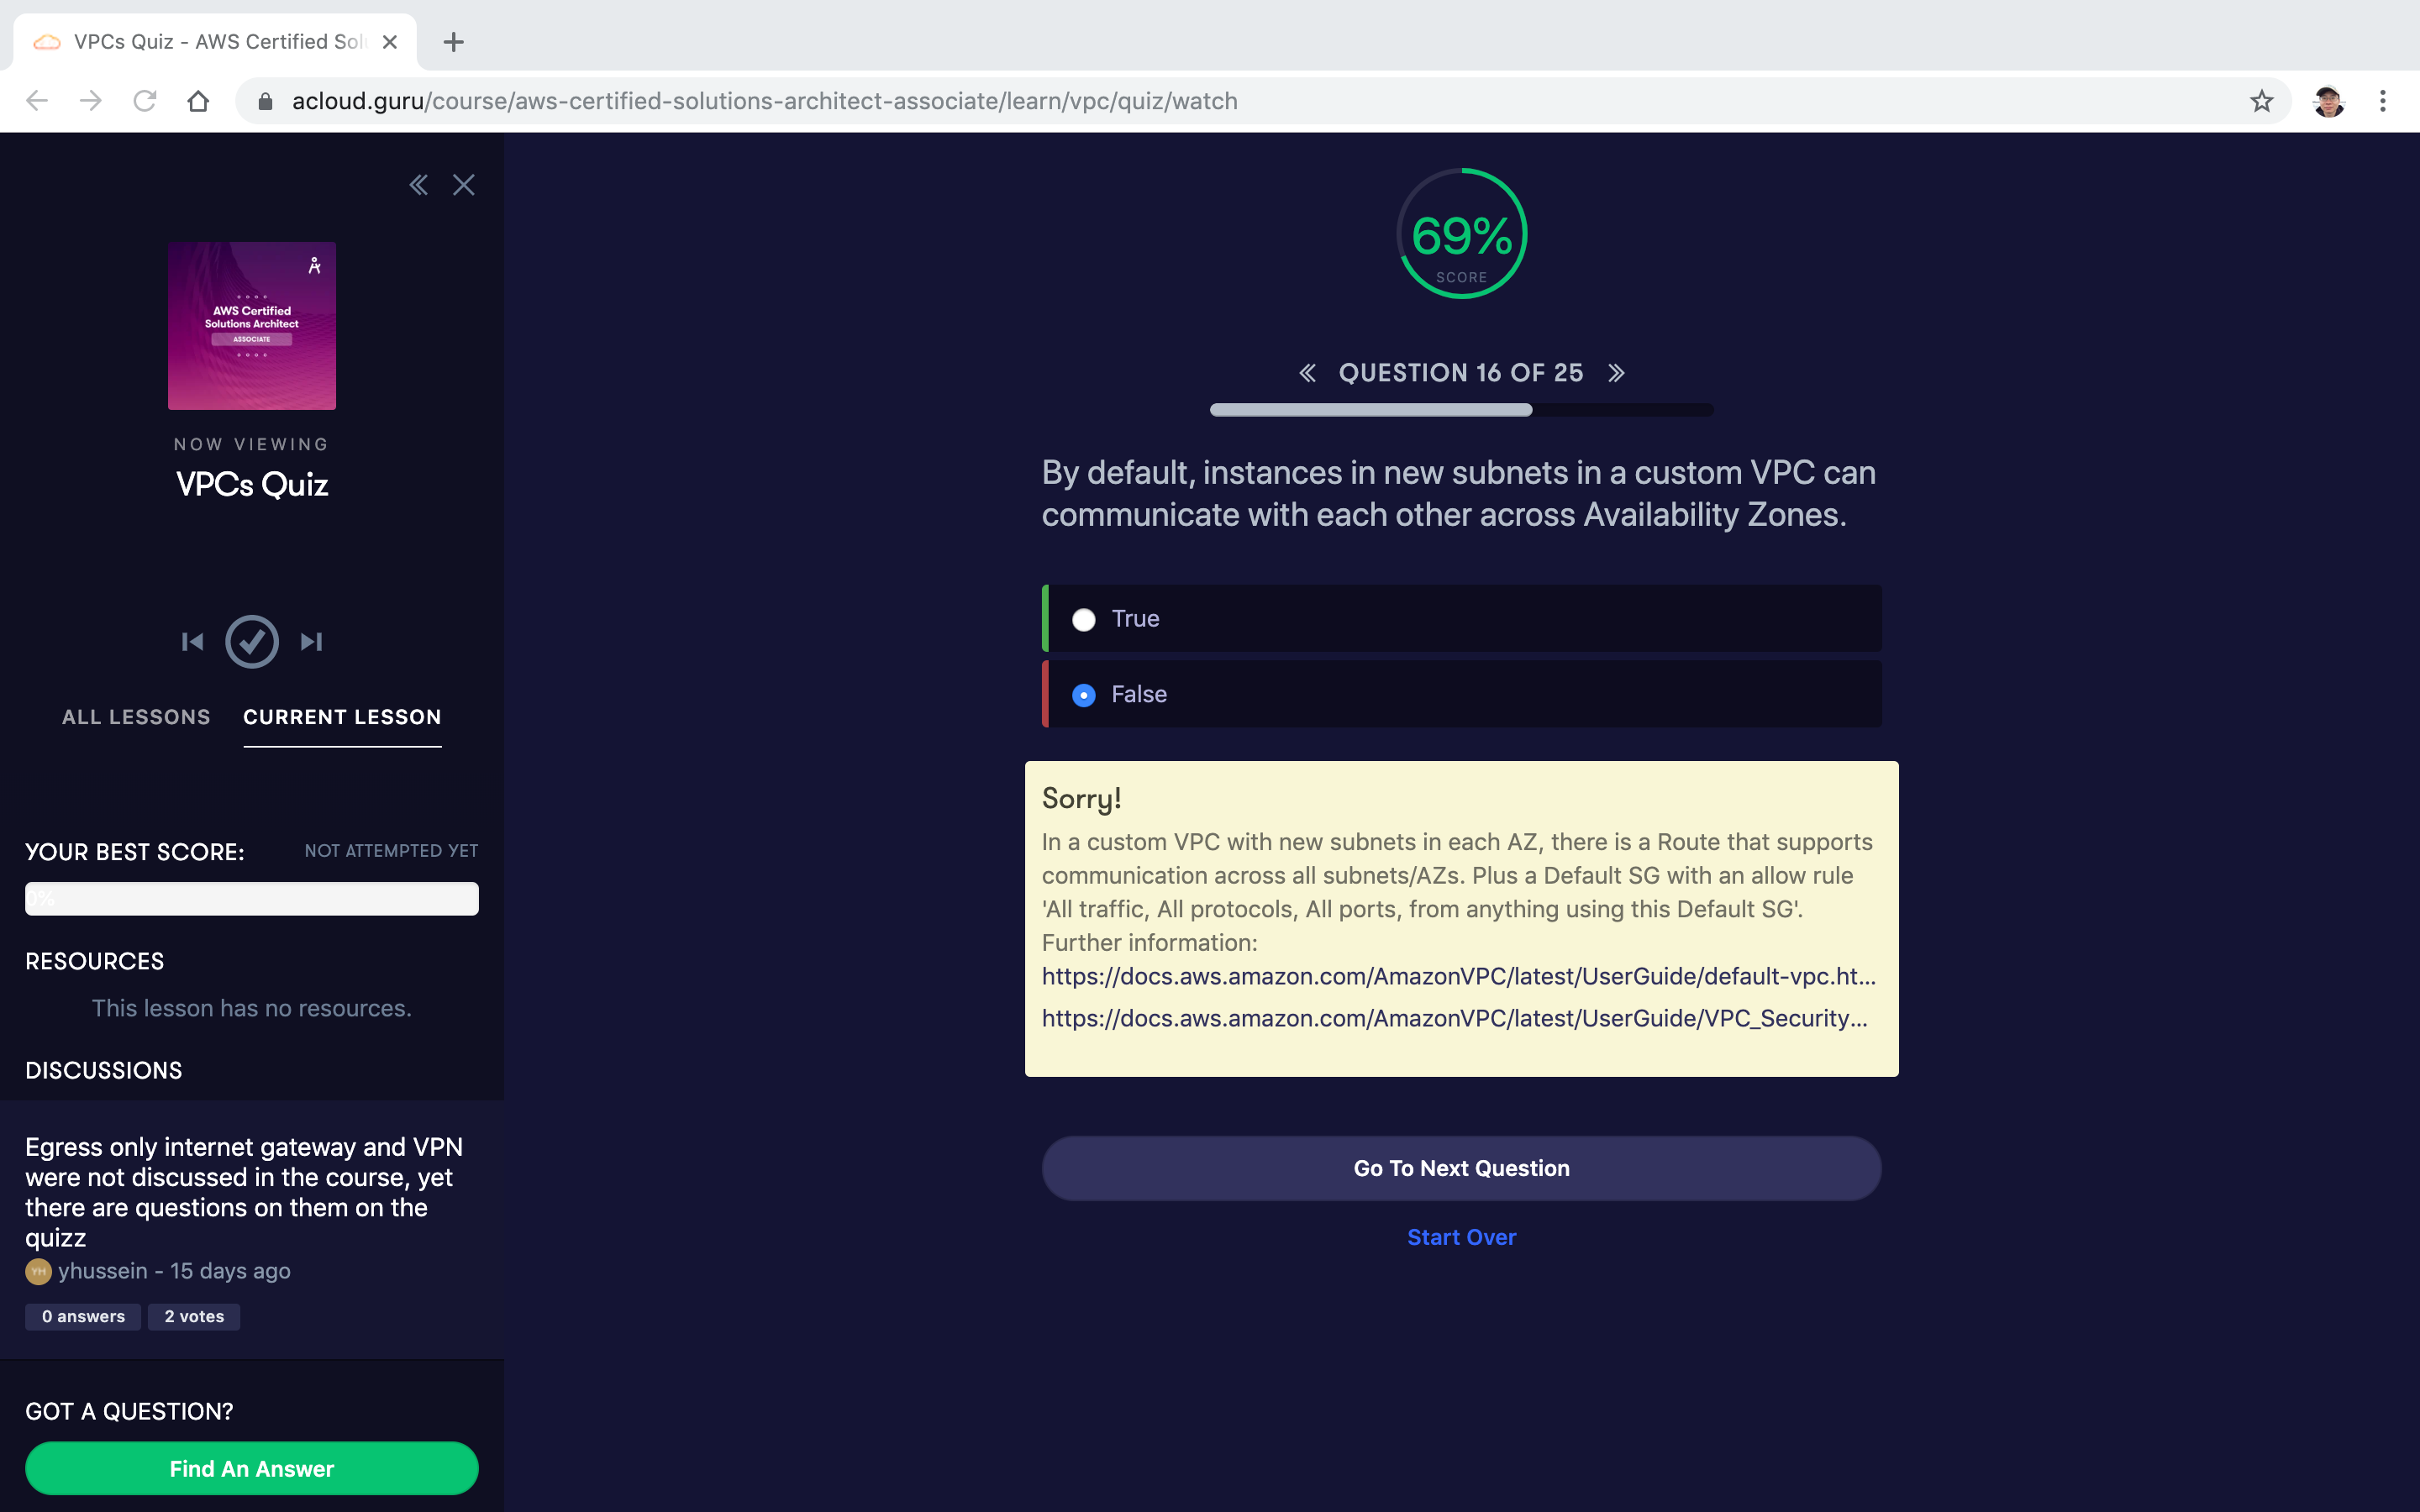 VPCs Quiz - AWS Certified Sol
acloud.guru/course/aws-certified-solutions-architect-associate/learn/vpc/quiz/watch
AWS Certified
Solutions Architect
ASSOCIATE
NOW VIEWING
VPCs Quiz
ALL LESSONS
CURRENT LESSON
YOUR BEST SCORE:
NOT ATTEMPTED YET
0%
RESOURCES
This lesson has no resources.
DISCUSSIONS
Egress only internet gateway and VPN
were not discussed in the course, yet
there are questions on them on the
quizz
YH
yhussein - 15 days ago
0 answers
2 votes
GOT A QUESTION?
Find An Answer
69%
SCORE
QUESTION 16 OF 25
By default, instances in new subnets in a custom VPC can
communicate with each other across Availability Zones.
True
False
Sorry!
In a custom VPC with new subnets in each AZ, there is a Route that supports
communication across all subnets/AZs. Plus a Default SG with an allow rule
'All traffic, All protocols, All ports, from anything using this Default SG'.
Further information:
https://docs.aws.amazon.com/AmazonVPC/latest/UserGuide/default-vpc.ht...
https://docs.aws.amazon.com/AmazonVPC/latest/UserGuide/VPC_Security...
Go To Next Question
Start Over